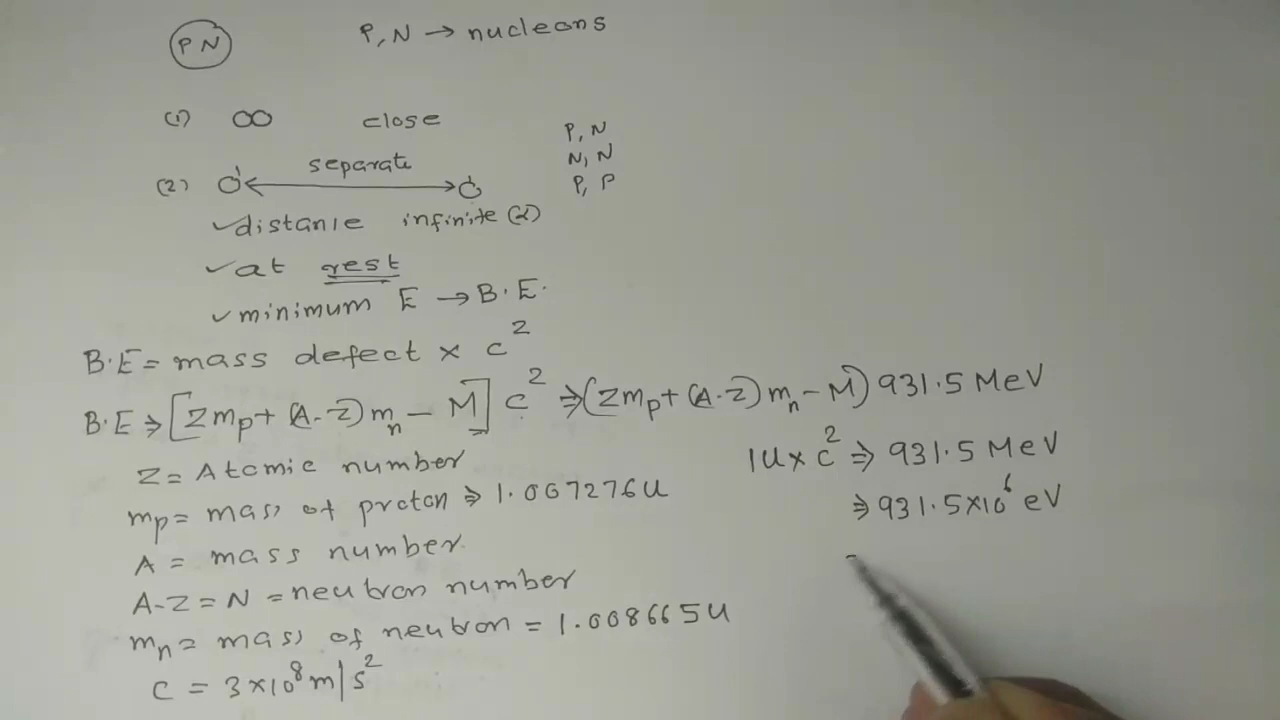 P N P, N → nucleons
(1) close
P, N
(2) separate N, N
P, P
✓distanIe infinite (α)
✓at rest
✓minimum E → B.E.
B.E = mass defect × c²
B.E ⇒ [Zmp + (A-Z)mn - M] c² ⇒ (Zmp + (A-Z)mn - M) 931.5 MeV
Z = Atomic number 1U × c² ⇒ 931.5 MeV
mp = mass of proton ⇒ 1.007276U ⇒ 931.5×10⁶ eV
A = mass number.
A-Z = N = neutron number
mn = mass of neutron = 1.008665U
c = 3×10⁸ m/s²